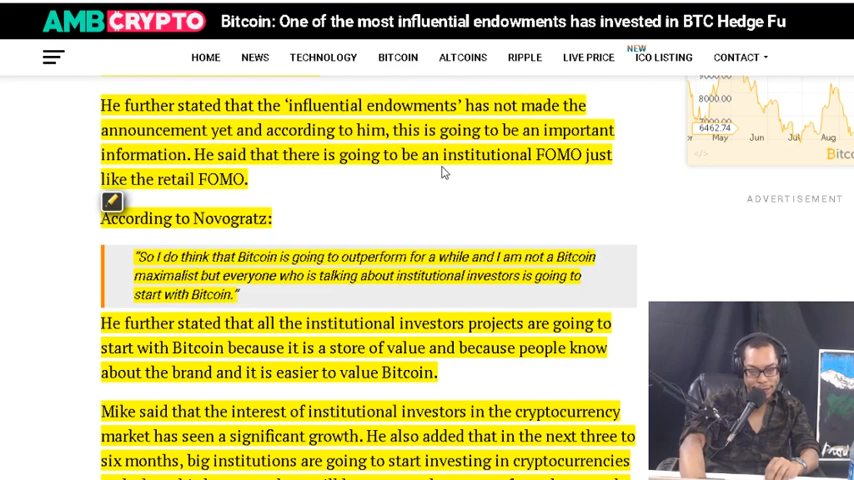 AMBCRYPTO Bitcoin: One of the most influential endowments has invested in BTC Hedge Fu
NEW
HOME NEWS TECHNOLOGY BITCOIN ALTCOINS RIPPLE LIVE PRICE ICO LISTING CONTACT
He further stated that the ‘influential endowments’ has not made the
announcement yet and according to him, this is going to be an important
information. He said that there is going to be an institutional FOMO just
like the retail FOMO.
According to Novogratz:
“So I do think that Bitcoin is going to outperform for a while and I am not a Bitcoin
maximalist but everyone who is talking about institutional investors is going to
start with Bitcoin.”
He further stated that all the institutional investors projects are going to
start with Bitcoin because it is a store of value and because people know
about the brand and it is easier to value Bitcoin.
Mike said that the interest of institutional investors in the cryptocurrency
market has seen a significant growth. He also added that in the next three to
six months, big institutions are going to start investing in cryptocurrencies
8000.00
6462.74
May Jun Jul Aug
ADVERTISEMENT